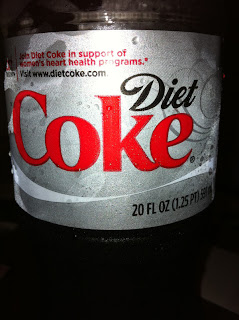 Join Diet Coke in support of
women's heart health programs.*
Visit www.dietcoke.com
Diet
Coke®
20 FL OZ (1.25 PT)